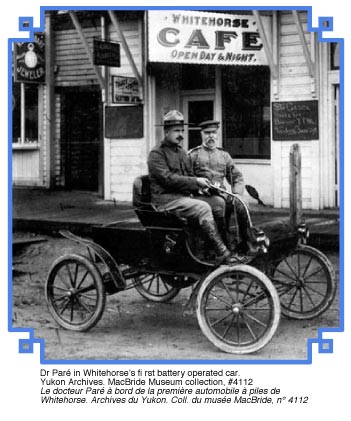 WHITEHORSE
CAFE
OPEN DAY & NIGHT.
JEWELER
Dr Paré in Whitehorse's fi rst battery operated car.
Yukon Archives. MacBride Museum collection, #4112
Le docteur Paré à bord de la première automobile à piles de
Whitehorse. Archives du Yukon. Coll. du musée MacBride, n° 4112